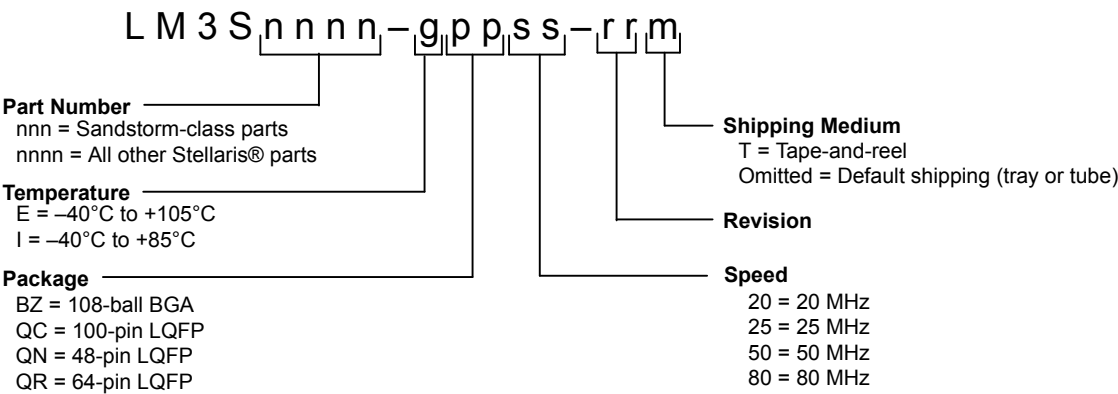 L M 3 S n n n n – g p p s s – r r m
Part Number
nnn = Sandstorm-class parts
nnnn = All other Stellaris® parts
Temperature
E = –40°C to +105°C
I = –40°C to +85°C
Package
BZ = 108-ball BGA
QC = 100-pin LQFP
QN = 48-pin LQFP
QR = 64-pin LQFP
Shipping Medium
T = Tape-and-reel
Omitted = Default shipping (tray or tube)
Revision
Speed
20 = 20 MHz
25 = 25 MHz
50 = 50 MHz
80 = 80 MHz